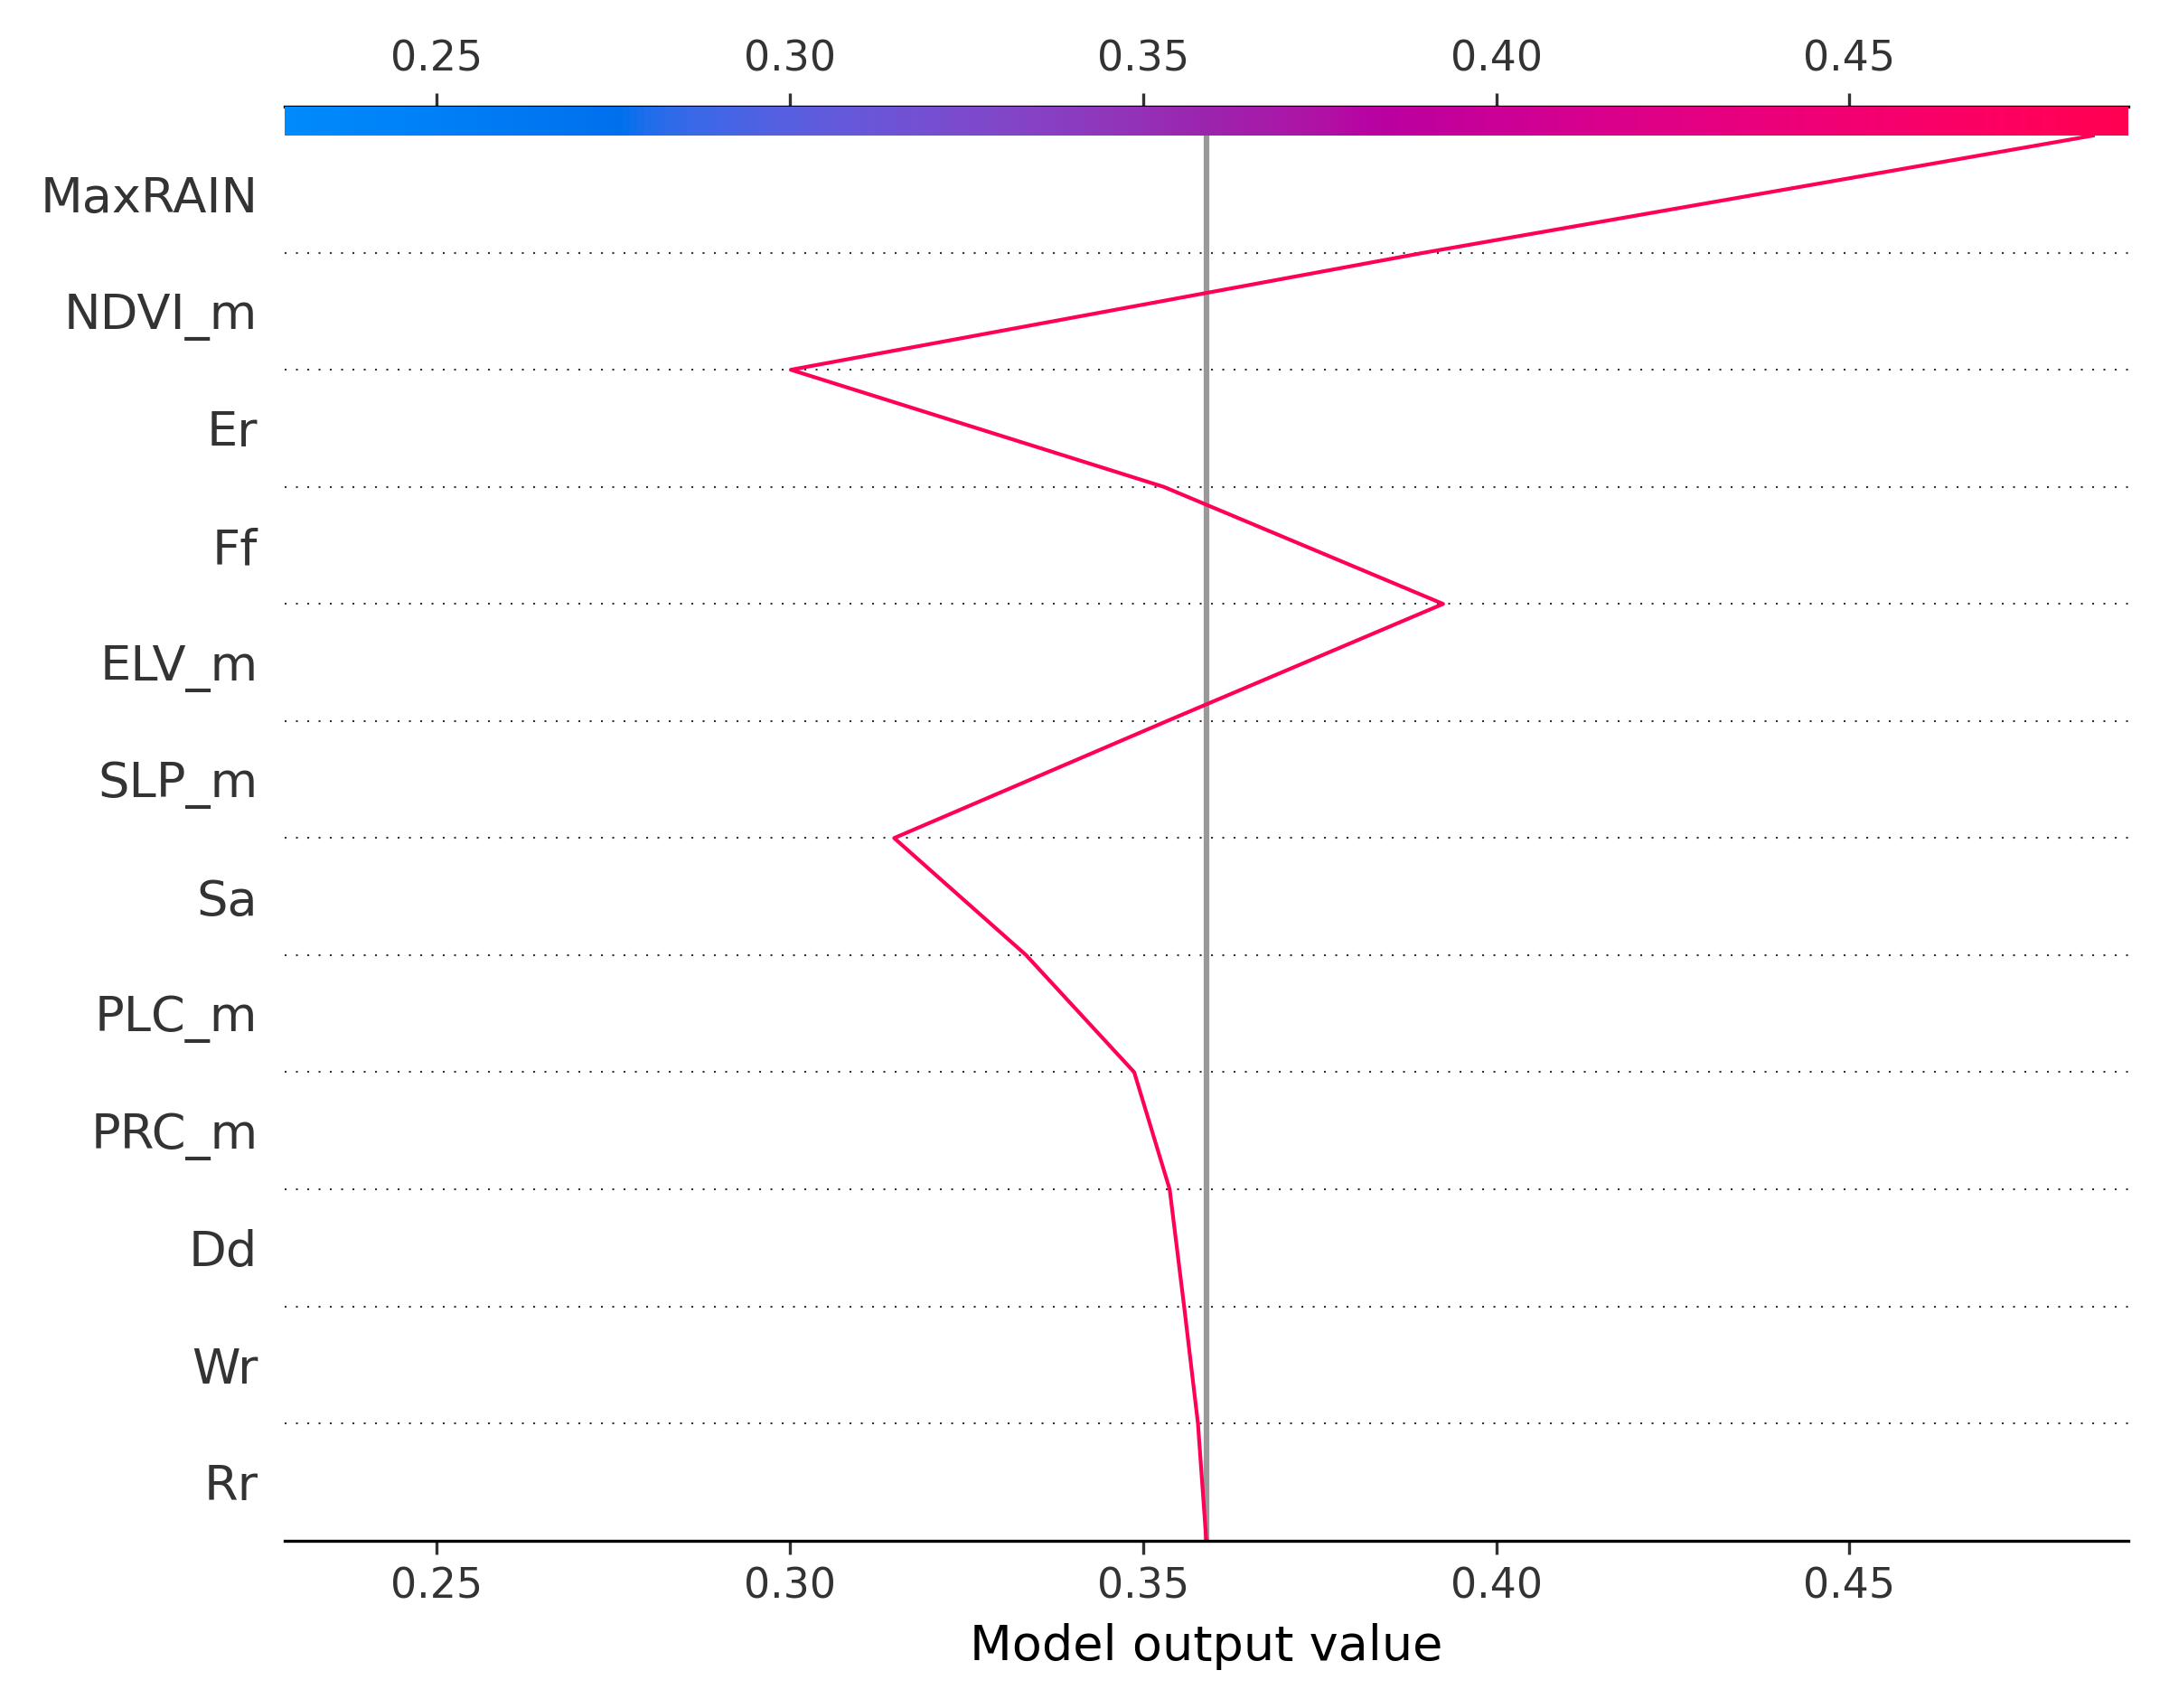 0.25 0.30 0.35 0.40 0.45
MaxRAIN
NDVI_m
Er
Ff
ELV_m
SLP_m
Sa
PLC_m
PRC_m
Dd
Wr
Rr
0.25 0.30 0.35 0.40 0.45
Model output value